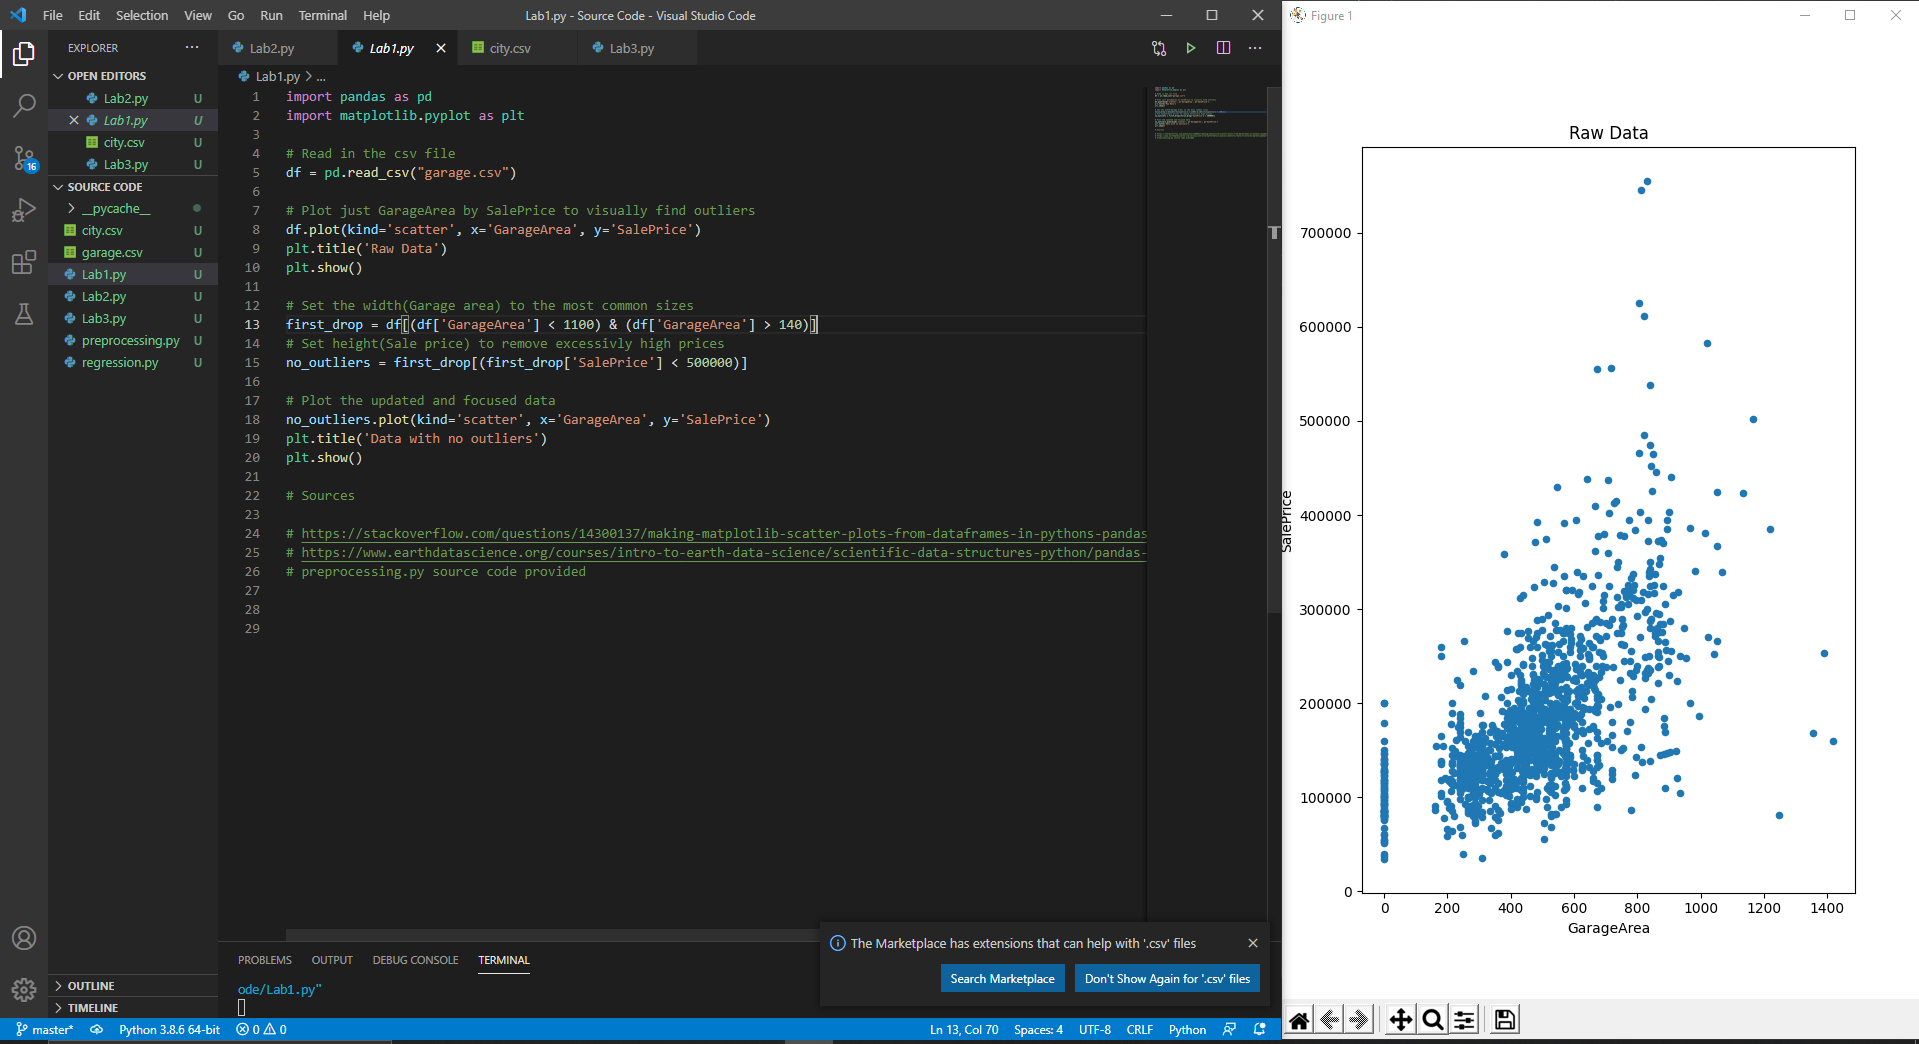 File Edit Selection View Go Run Terminal Help
Lab1.py - Source Code - Visual Studio Code
EXPLORER
OPEN EDITORS
Lab2.py U
Lab1.py U
city.csv U
Lab3.py U
SOURCE CODE
__pycache__
city.csv U
garage.csv U
Lab1.py U
Lab2.py U
Lab3.py U
preprocessing.py U
regression.py U
OUTLINE
TIMELINE
16
Lab2.py Lab1.py city.csv Lab3.py
Lab1.py > ...
1 import pandas as pd
2 import matplotlib.pyplot as plt
3
4 # Read in the csv file
5 df = pd.read_csv("garage.csv")
6
7 # Plot just GarageArea by SalePrice to visually find outliers
8 df.plot(kind='scatter', x='GarageArea', y='SalePrice')
9 plt.title('Raw Data')
10 plt.show()
11
12 # Set the width(Garage area) to the most common sizes
13 first_drop = df[(df['GarageArea'] < 1100) & (df['GarageArea'] > 140)]
14 # Set height(Sale price) to remove excessivly high prices
15 no_outliers = first_drop[(first_drop['SalePrice'] < 500000)]
16
17 # Plot the updated and focused data
18 no_outliers.plot(kind='scatter', x='GarageArea', y='SalePrice')
19 plt.title('Data with no outliers')
20 plt.show()
21
22 # Sources
23
24 # https://stackoverflow.com/questions/14300137/making-matplotlib-scatter-plots-from-dataframes-in-pythons-pandas
25 # https://www.earthdatascience.org/courses/intro-to-earth-data-science/scientific-data-structures-python/pandas-
26 # preprocessing.py source code provided
27
28
29
PROBLEMS OUTPUT DEBUG CONSOLE TERMINAL
ode/Lab1.py"
The Marketplace has extensions that can help with '.csv' files
Search Marketplace Don't Show Again for '.csv' files
master* Python 3.8.6 64-bit 0 0 Ln 13, Col 70 Spaces: 4 UTF-8 CRLF Python
Figure 1
Raw Data
700000
600000
500000
400000
300000
200000
100000
0
SalePrice
0 200 400 600 800 1000 1200 1400
GarageArea